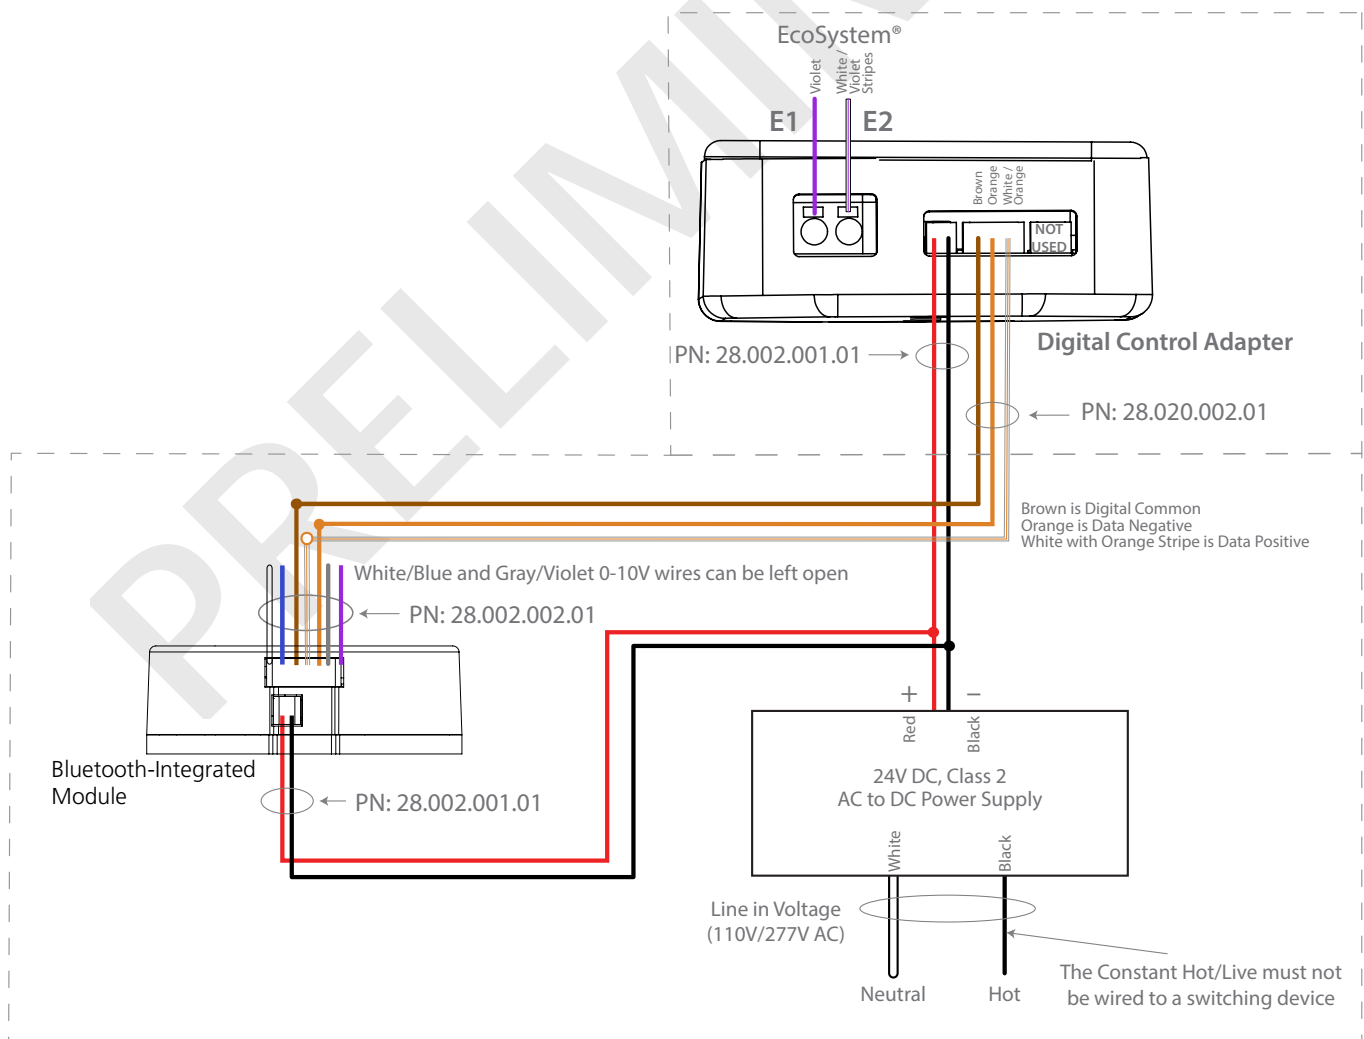 EcoSystem®
Violet
White /
Violet
Stripes
E1
E2
Brown
Orange
White /
Orange
NOT
USED
PN: 28.002.001.01
Digital Control Adapter
PN: 28.020.002.01
Brown is Digital Common
Orange is Data Negative
White with Orange Stripe is Data Positive
White/Blue and Gray/Violet 0-10V wires can be left open
PN: 28.002.002.01
+
–
Red
Black
Bluetooth-Integrated
Module
24V DC, Class 2
AC to DC Power Supply
PN: 28.002.001.01
White
Black
Line in Voltage
(110V/277V AC)
The Constant Hot/Live must not
be wired to a switching device
Neutral
Hot
PRELIMIN